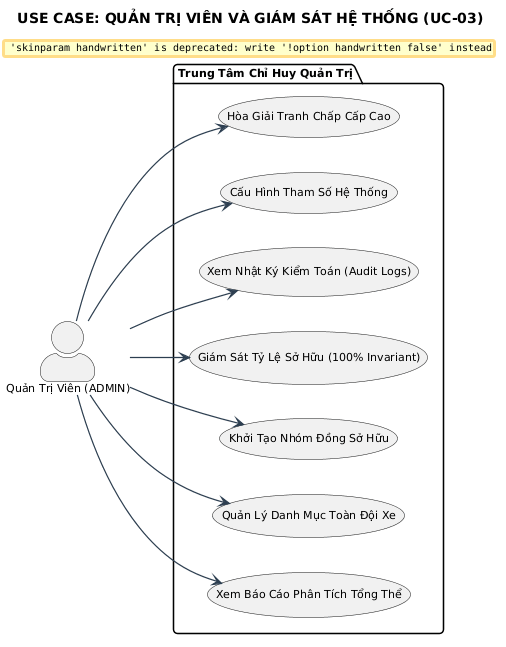 USE CASE: QUẢN TRỊ VIÊN VÀ GIÁM SÁT HỆ THỐNG (UC-03)
'skinparam handwritten' is deprecated: write '!option handwritten false' instead
Trung Tâm Chỉ Huy Quản Trị
Hòa Giải Tranh Chấp Cấp Cao
Cấu Hình Tham Số Hệ Thống
Xem Nhật Ký Kiểm Toán (Audit Logs)
Giám Sát Tỷ Lệ Sở Hữu (100% Invariant)
Quản Trị Viên (ADMIN)
Khởi Tạo Nhóm Đồng Sở Hữu
Quản Lý Danh Mục Toàn Đội Xe
Xem Báo Cáo Phân Tích Tổng Thể